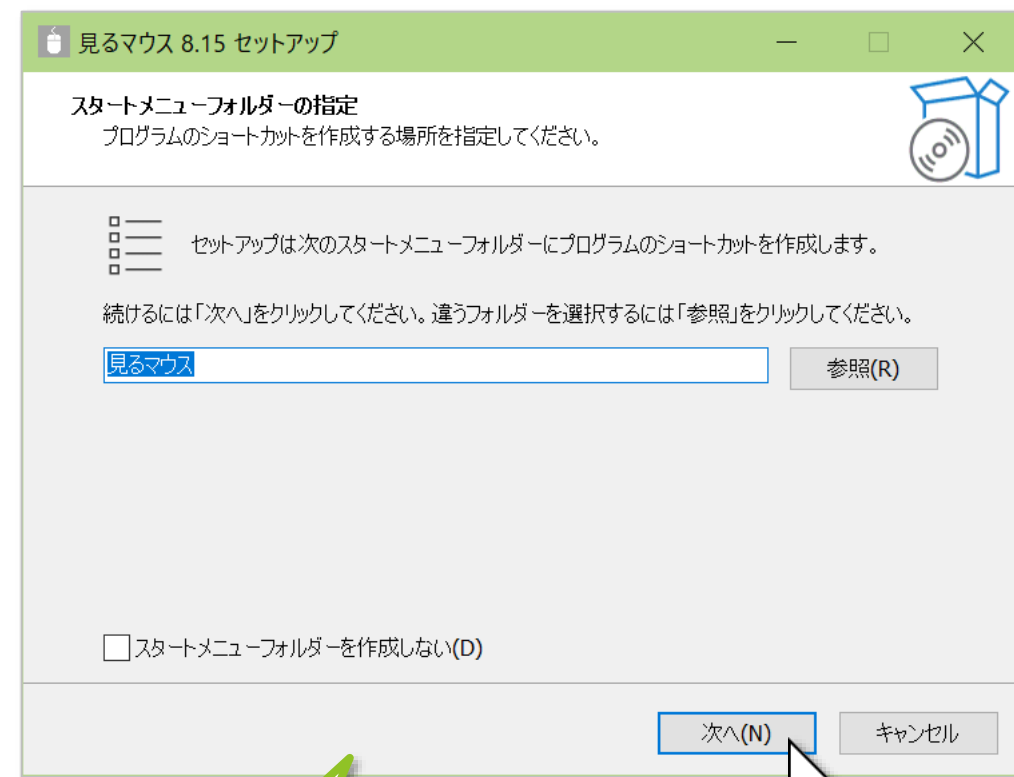 見るマウス 8.15 セットアップ
スタートメニューフォルダーの指定
プログラムのショートカットを作成する場所を指定してください。
セットアップは次のスタートメニューフォルダーにプログラムのショートカットを作成します。
続けるには「次へ」をクリックしてください。違うフォルダーを選択するには「参照」をクリックしてください。
見るマウス
参照(R)
スタートメニューフォルダーを作成しない(D)
次へ(N)
キャンセル